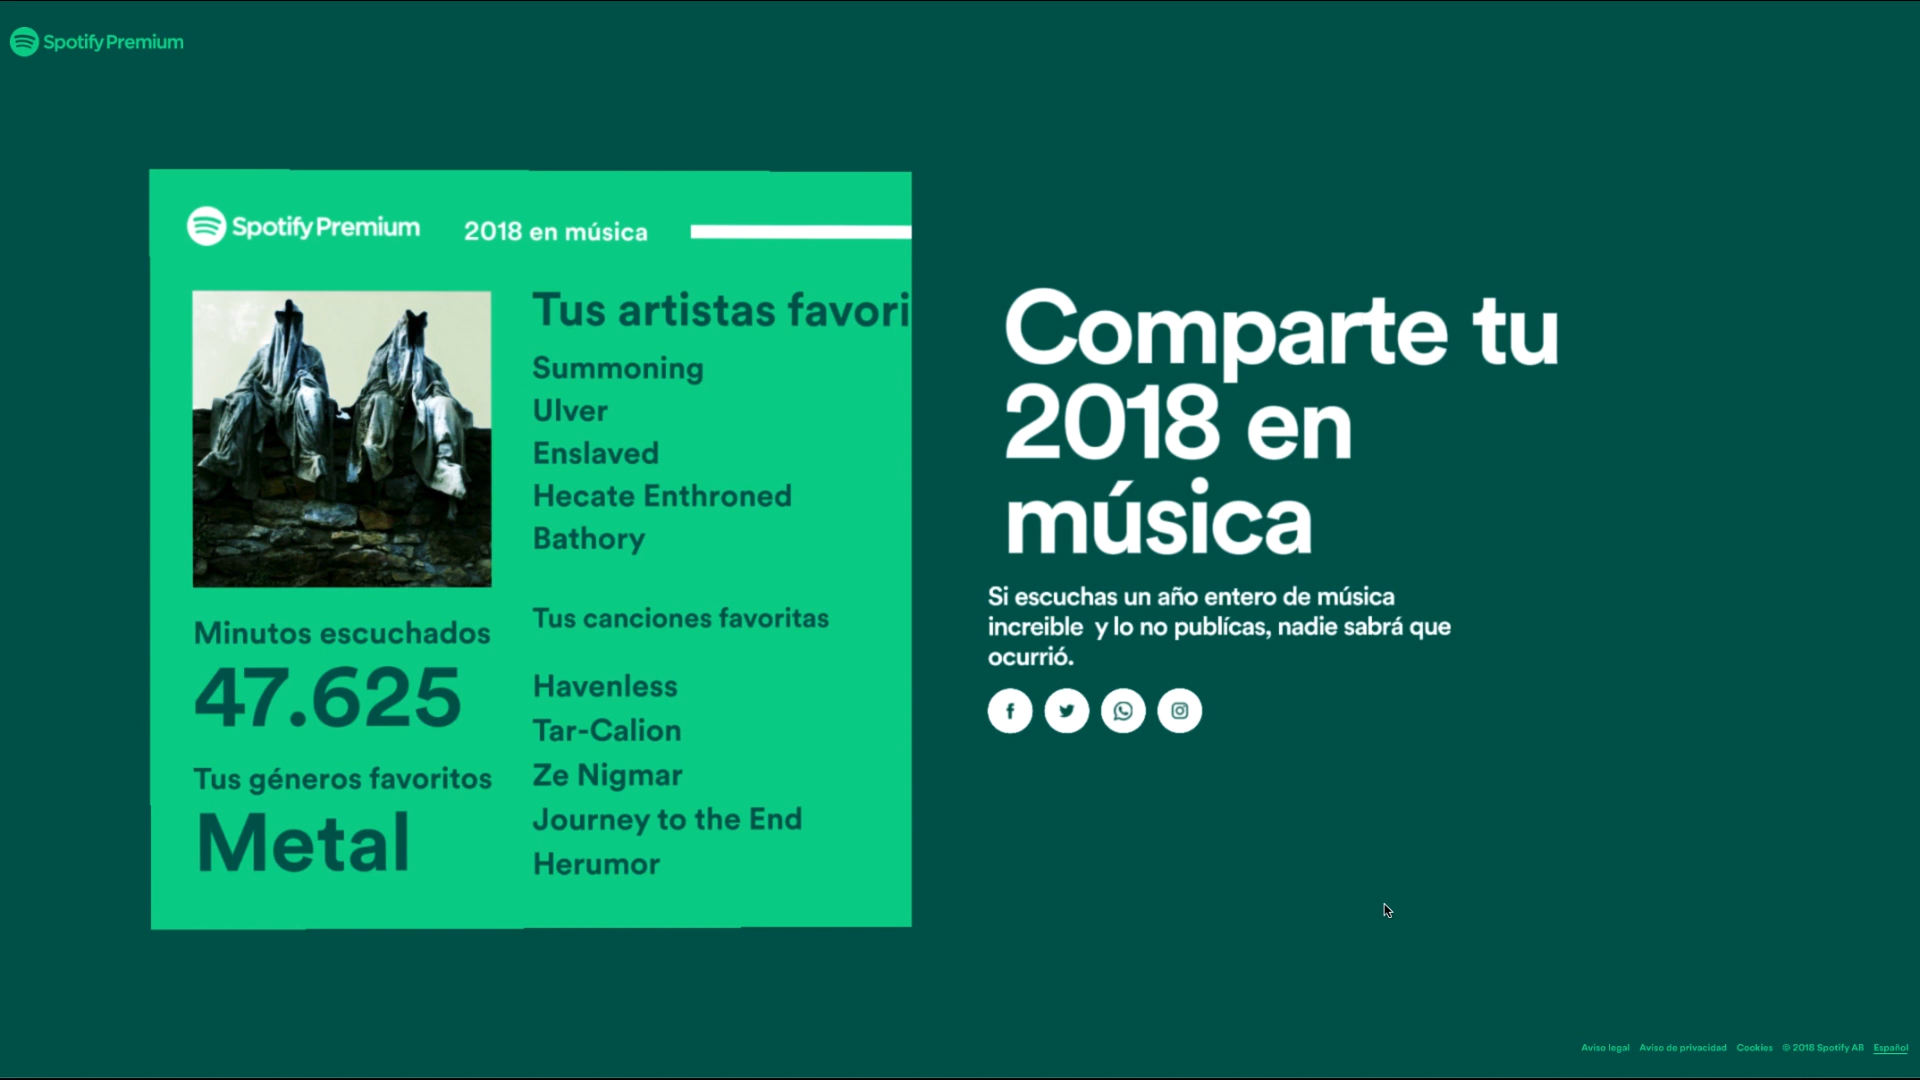 Spotify Premium
Spotify Premium 2018 en música
Tus artistas favori
Summoning
Ulver
Enslaved
Hecate Enthroned
Bathory
Minutos escuchados
47.625
Tus géneros favoritos
Metal
Tus canciones favoritas
Havenless
Tar-Calion
Ze Nigmar
Journey to the End
Herumor
Comparte tu
2018 en
música
Si escuchas un año entero de música
increible y lo no publícas, nadie sabrá que
ocurrió.
Aviso legal Aviso de privacidad Cookies © 2018 Spotify AB Español